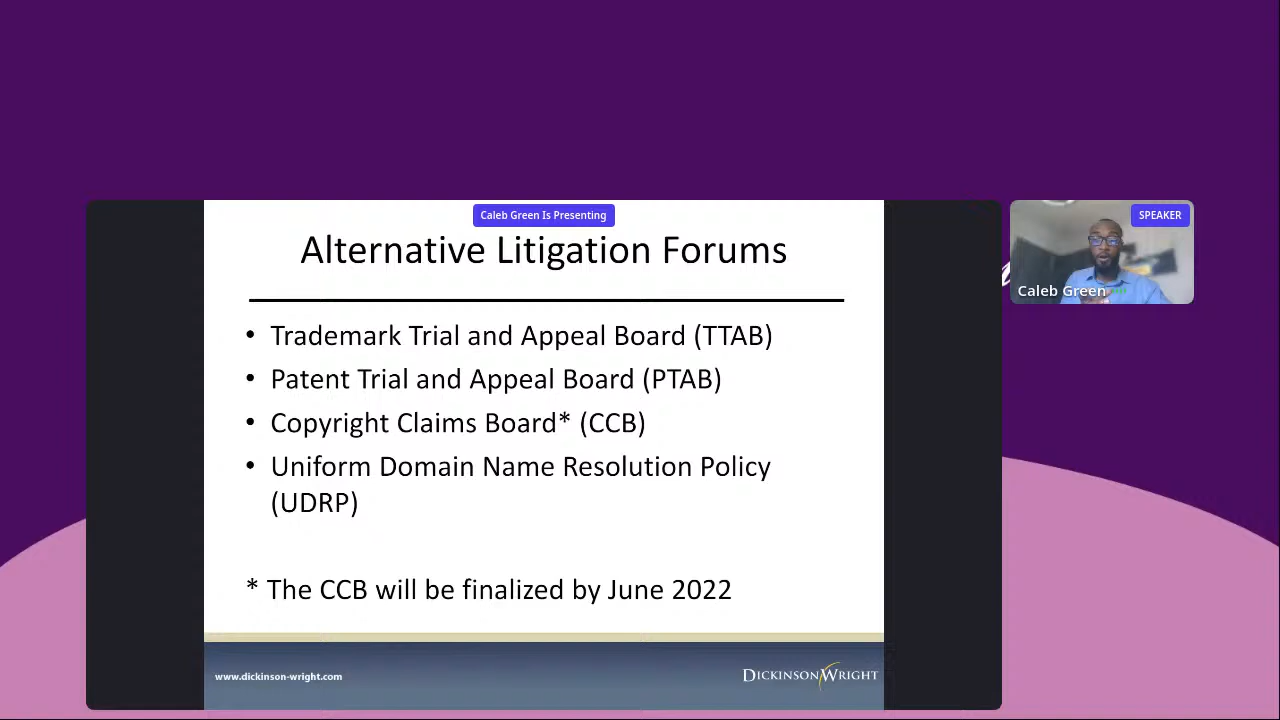 Caleb Green Is Presenting
SPEAKER
Alternative Litigation Forums
Caleb Green
• Trademark Trial and Appeal Board (TTAB)
• Patent Trial and Appeal Board (PTAB)
• Copyright Claims Board* (CCB)
• Uniform Domain Name Resolution Policy
(UDRP)
* The CCB will be finalized by June 2022
www.dickinson-wright.com
DICKINSON WRIGHT